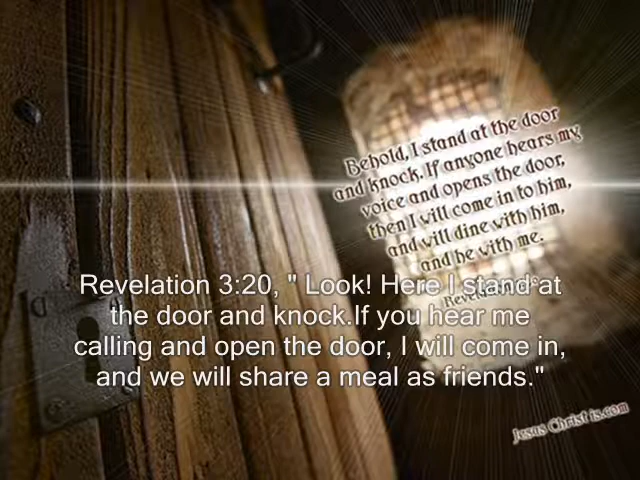 Behold, I stand at the door
and knock. If anyone hears my
voice and opens the door,
then I will come in to him,
and will dine with him,
and he with me.
Revelation
Revelation 3:20, " Look! Here I stand at
the door and knock.If you hear me
calling and open the door, I will come in,
and we will share a meal as friends."
Jesus Christ is.com